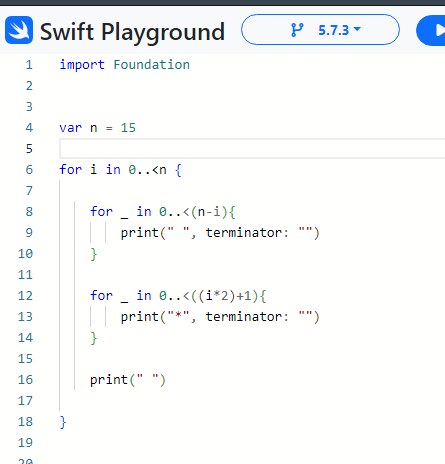 Swift Playground 5.7.3
1 import Foundation
2
3
4 var n = 15
5
6 for i in 0..<n {
7
8     for _ in 0..<(n-i){
9         print(" ", terminator: "")
10     }
11
12     for _ in 0..<((i*2)+1){
13         print("*", terminator: "")
14     }
15
16     print(" ")
17
18 }
19
20